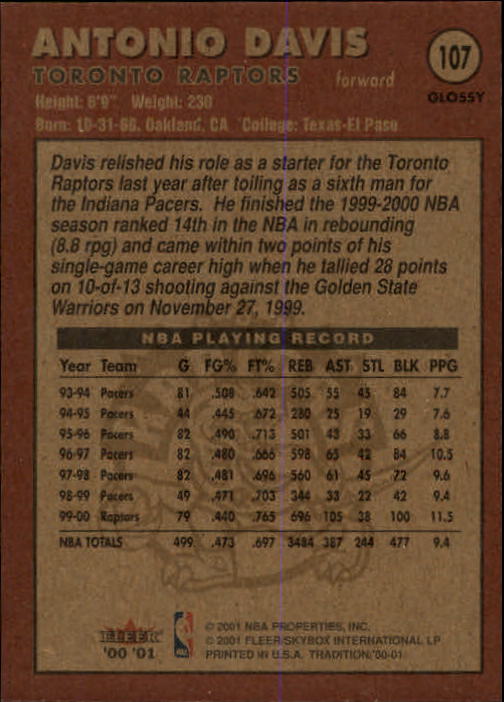 ANTONIO DAVIS
107
TORONTO RAPTORS forward
GLOSSY
Height: 6'9" Weight: 230
Born: 10-31-68, Oakland, CA College: Texas-El Paso
Davis relished his role as a starter for the Toronto
Raptors last year after toiling as a sixth man for
the Indiana Pacers. He finished the 1999-2000 NBA
season ranked 14th in the NBA in rebounding
(8.8 rpg) and came within two points of his
single-game career high when he tallied 28 points
on 10-of-13 shooting against the Golden State
Warriors on November 27, 1999.
NBA PLAYING RECORD
Year Team G FG% FT% REB AST STL BLK PPG
93-94 Pacers 81 .508 .642 505 55 45 84 7.7
94-95 Pacers 44 .445 .672 280 25 19 29 7.6
95-96 Pacers 82 .490 .713 501 43 33 66 8.8
96-97 Pacers 82 .480 .666 598 65 42 84 10.5
97-98 Pacers 82 .481 .696 560 61 45 72 9.6
98-99 Pacers 49 .471 .703 344 33 22 42 9.4
99-00 Raptors 79 .440 .765 696 105 38 100 11.5
NBA TOTALS 499 .473 .697 3484 387 244 477 9.4
FLEER
'00 '01
© 2001 NBA PROPERTIES, INC.
© 2001 FLEER/SKYBOX INTERNATIONAL LP
PRINTED IN U.S.A. TRADITION '00-01